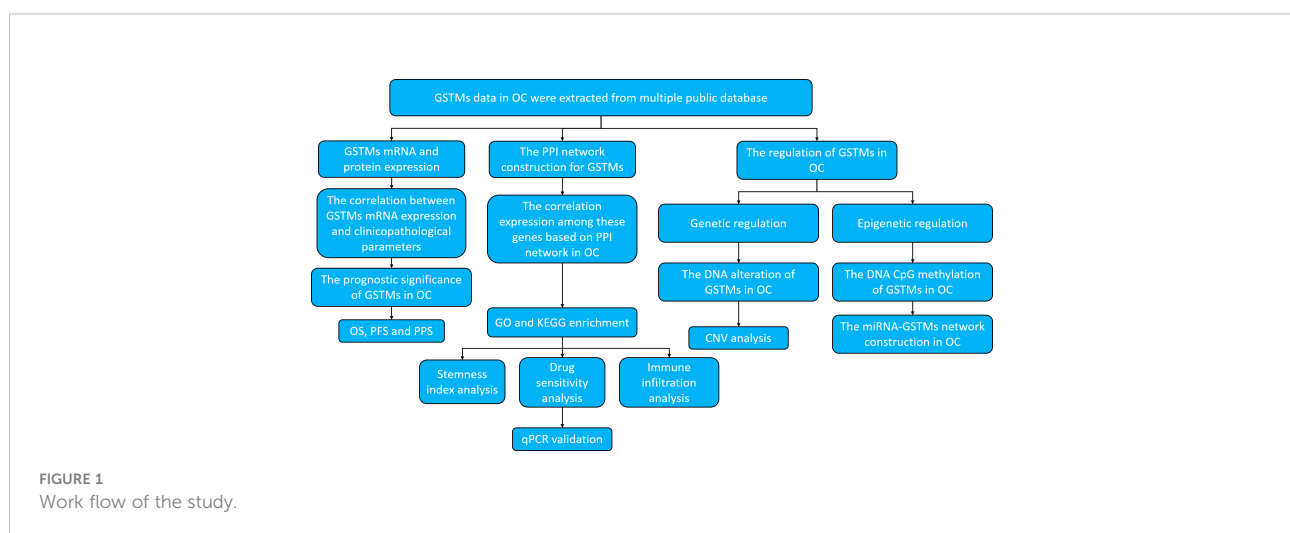 GSTMs data in OC were extracted from multiple public database
GSTMs mRNA and
protein expression
The PPI network
construction for GSTMs
The regulation of GSTMs in
OC
The correlation between
GSTMs mRNA expression
and clinicopathological
parameters
The correlation
expression among these
genes based on PPI
network in OC
Genetic regulation
Epigenetic regulation
The prognostic significance
of GSTMs in OC
The DNA alteration of
GSTMs in OC
The DNA CpG methylation
of GSTMs in OC
OS, PFS and PPS
GO and KEGG enrichment
CNV analysis
The miRNA-GSTMs network
construction in OC
Stemness
index analysis
Drug
sensitivity
analysis
Immune
infiltration
analysis
qPCR validation
FIGURE 1
Work flow of the study.